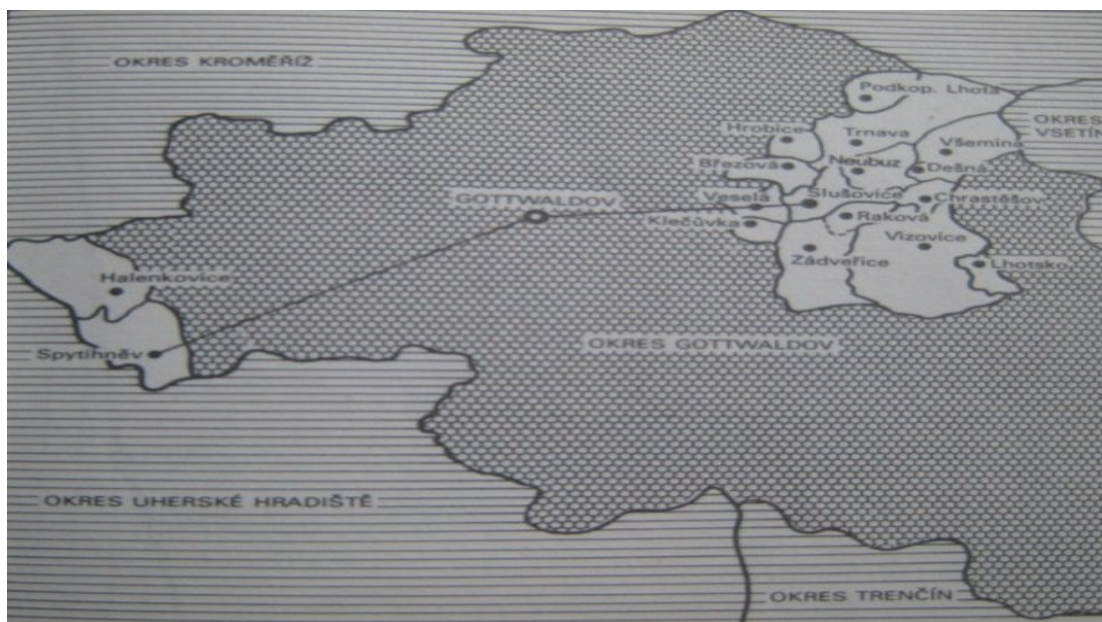 OKRES KROMĚŘÍŽ
Podkop. Lhota
OKRES
VSETÍN
Hrobice
Trnava
Všemina
Březová
Neubuz
Dešná
GOTTWALDOV
Veselá
Slušovice
Chrastěšov
Klečůvka
Raková
Vizovice
Zádveřice
Lhotsko
Halenkovice
Spytihněv
OKRES GOTTWALDOV
OKRES UHERSKÉ HRADIŠTĚ
OKRES TRENČÍN